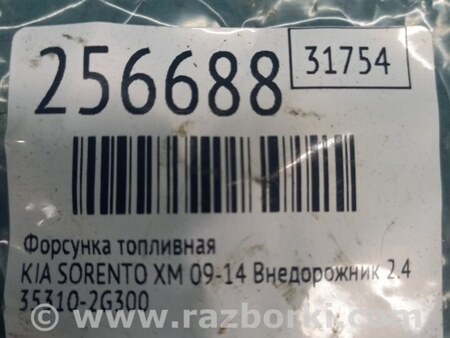 256688
31754
Форсунка топливная
KIA SORENTO XM 09-14 Внедорожник 2.4
35310-2G300
© www.razborki.com